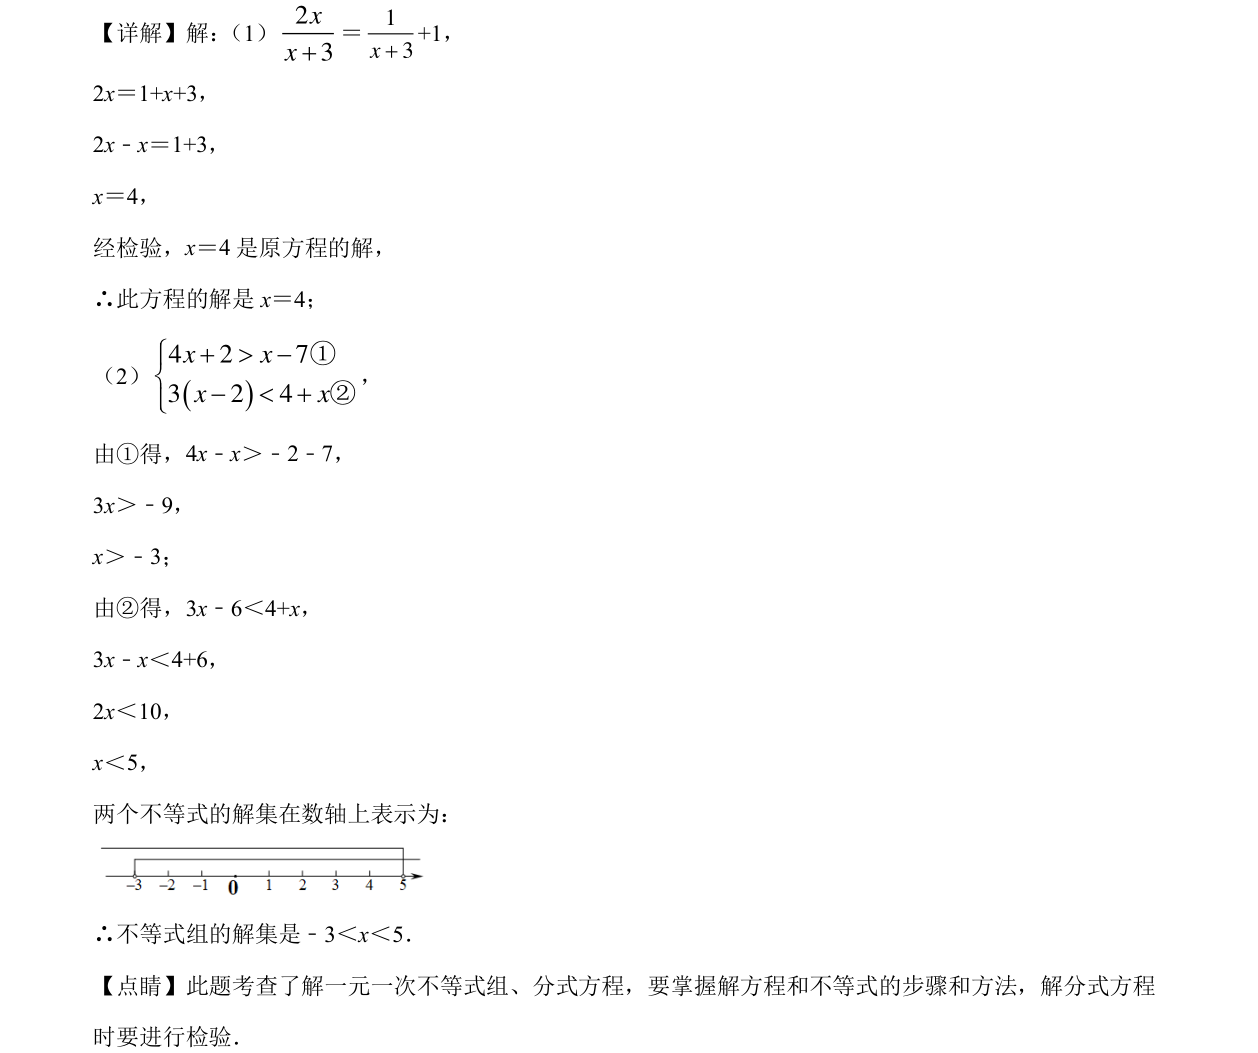 【详解】解：（1）2x/(x+3)＝1/(x+3)+1，
2x＝1+x+3，
2x﹣x＝1+3，
x＝4，
经检验，x＝4 是原方程的解，
∴此方程的解是 x＝4；
（2）{4x+2>x-7① 3(x-2)<4+x②，
由①得，4x﹣x＞﹣2﹣7，
3x＞﹣9，
x＞﹣3；
由②得，3x﹣6＜4+x，
3x﹣x＜4+6，
2x＜10，
x＜5，
两个不等式的解集在数轴上表示为：
-3 -2 -1 0 1 2 3 4 5
∴不等式组的解集是﹣3＜x＜5．
【点睛】此题考查了解一元一次不等式组、分式方程，要掌握解方程和不等式的步骤和方法，解分式方程
时要进行检验．